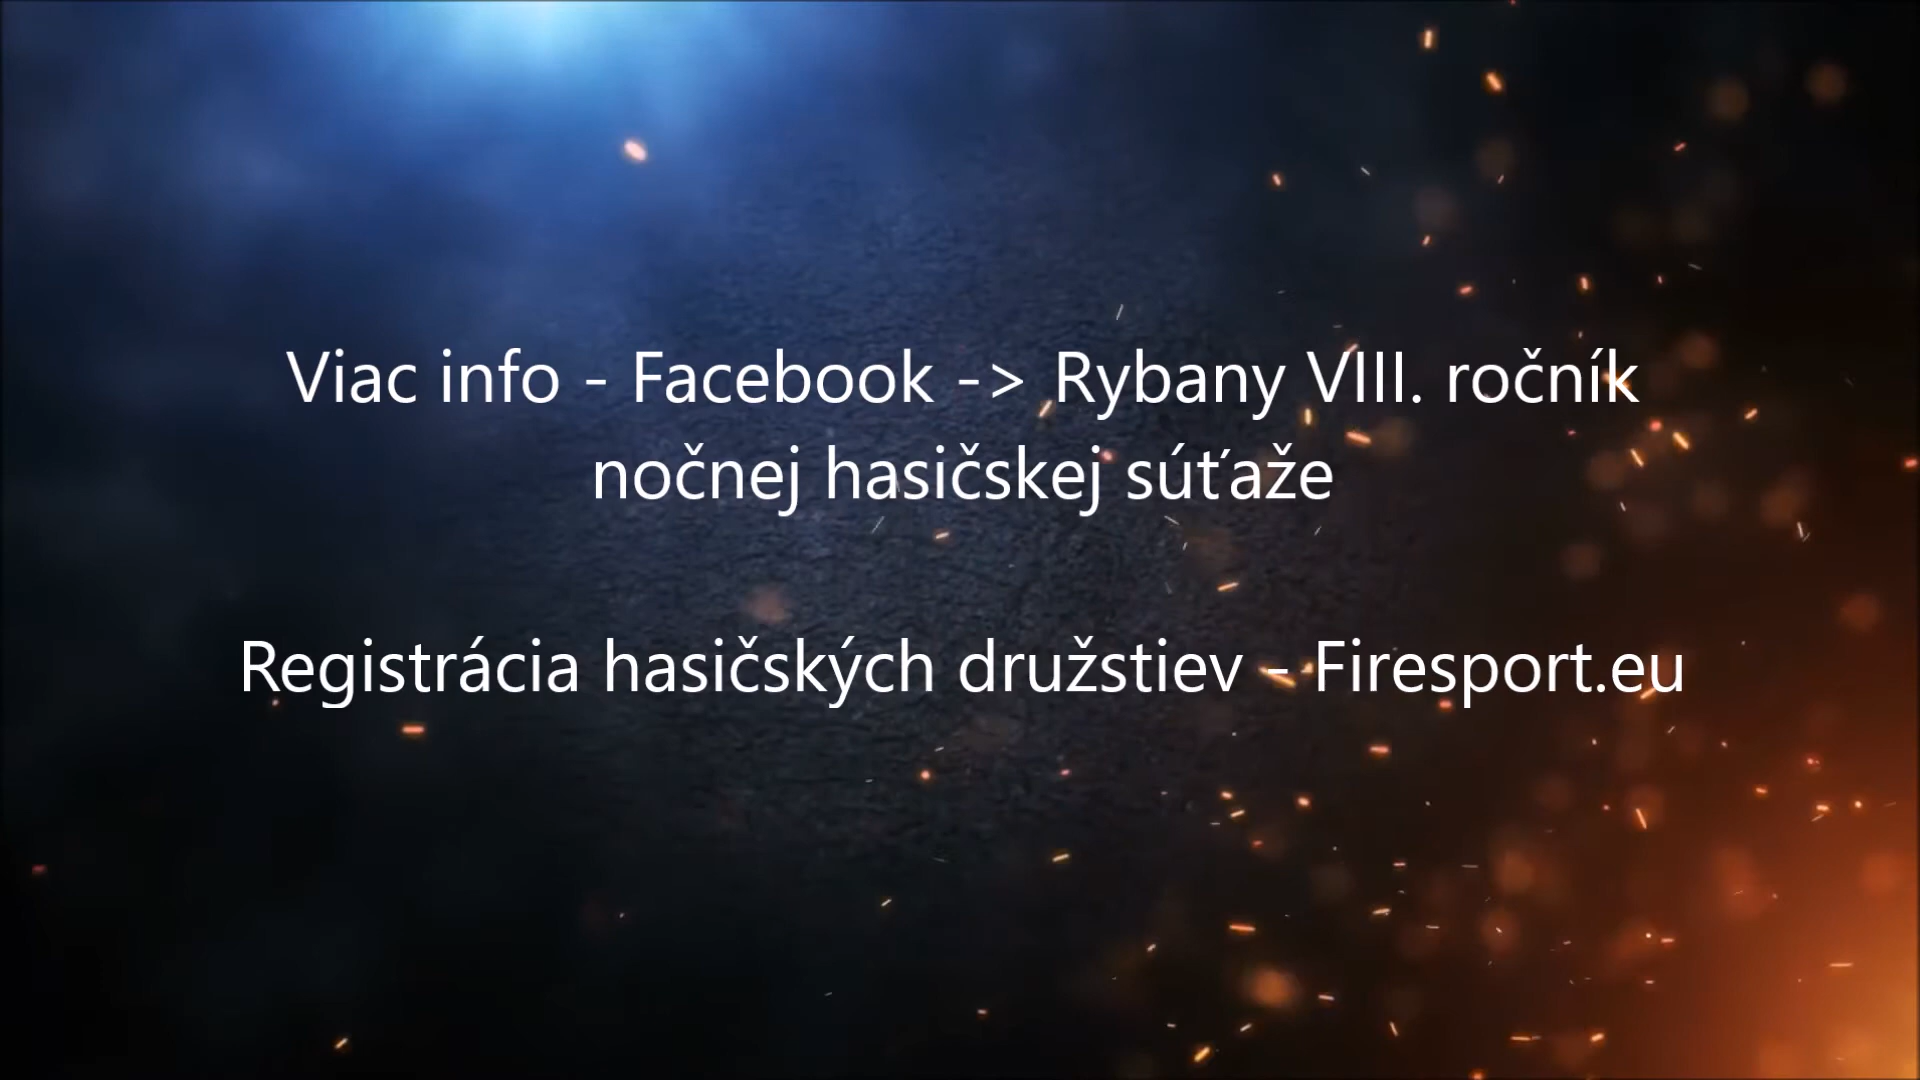 Viac info - Facebook -> Rybany VIII. ročník
nočnej hasičskej súťaže
Registrácia hasičských družstiev - Firesport.eu